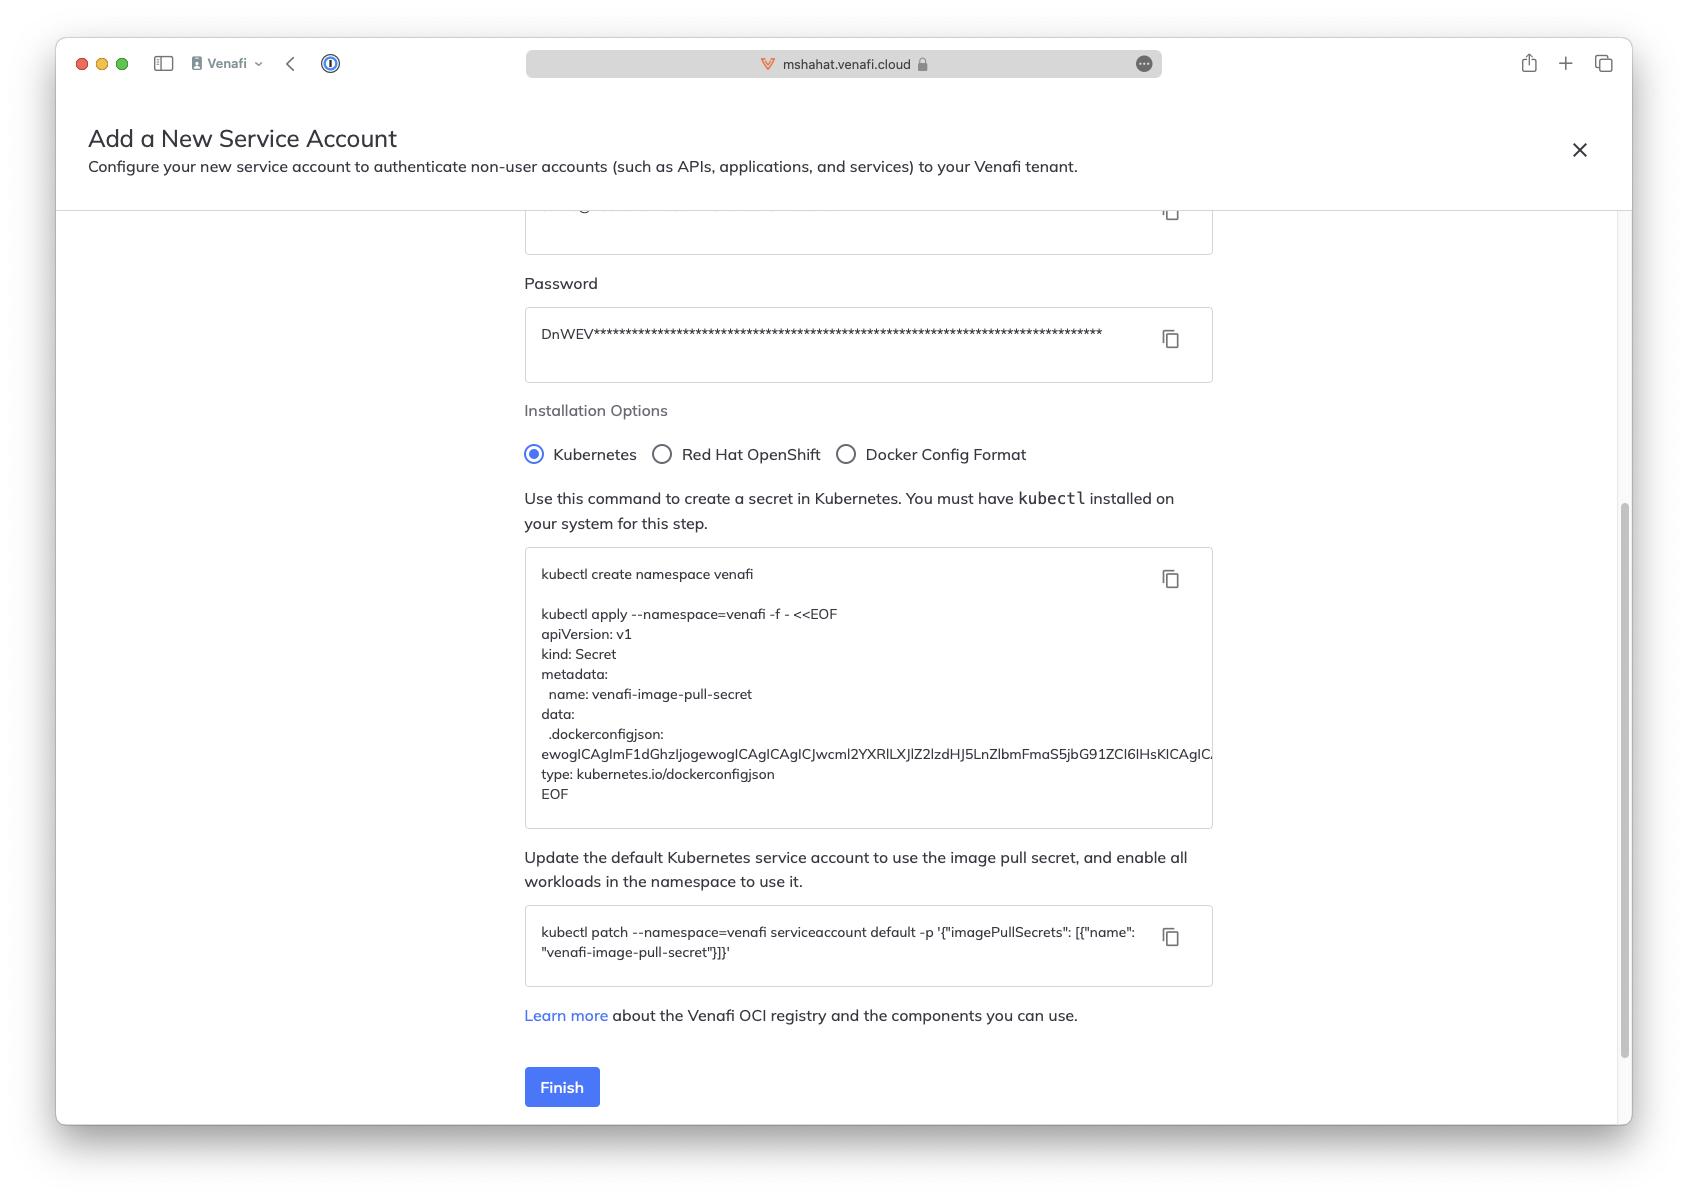 Venafi
mshahat.venafi.cloud
Add a New Service Account
Configure your new service account to authenticate non-user accounts (such as APIs, applications, and services) to your Venafi tenant.
Password
DnWEV********************************************************************************
Installation Options
Kubernetes
Red Hat OpenShift
Docker Config Format
Use this command to create a secret in Kubernetes. You must have kubectl installed on
your system for this step.
kubectl create namespace venafi
kubectl apply --namespace=venafi -f - <<EOF
apiVersion: v1
kind: Secret
metadata:
  name: venafi-image-pull-secret
data:
  .dockerconfigjson:
type: kubernetes.io/dockerconfigjson
EOF
Update the default Kubernetes service account to use the image pull secret, and enable all
workloads in the namespace to use it.
kubectl patch --namespace=venafi serviceaccount default -p '{"imagePullSecrets": [{"name":
"venafi-image-pull-secret"}]}'
Learn more about the Venafi OCI registry and the components you can use.
Finish